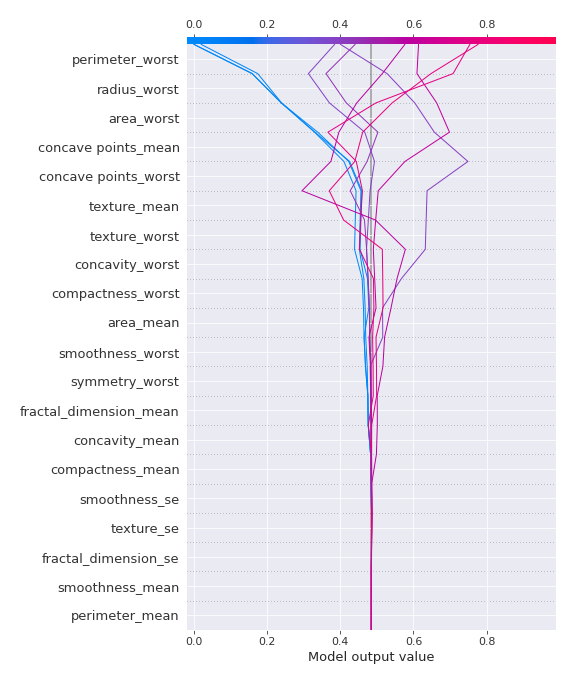 0.0 0.2 0.4 0.6 0.8
perimeter_worst
radius_worst
area_worst
concave points_mean
concave points_worst
texture_mean
texture_worst
concavity_worst
compactness_worst
area_mean
smoothness_worst
symmetry_worst
fractal_dimension_mean
concavity_mean
compactness_mean
smoothness_se
texture_se
fractal_dimension_se
smoothness_mean
perimeter_mean
0.0 0.2 0.4 0.6 0.8
Model output value